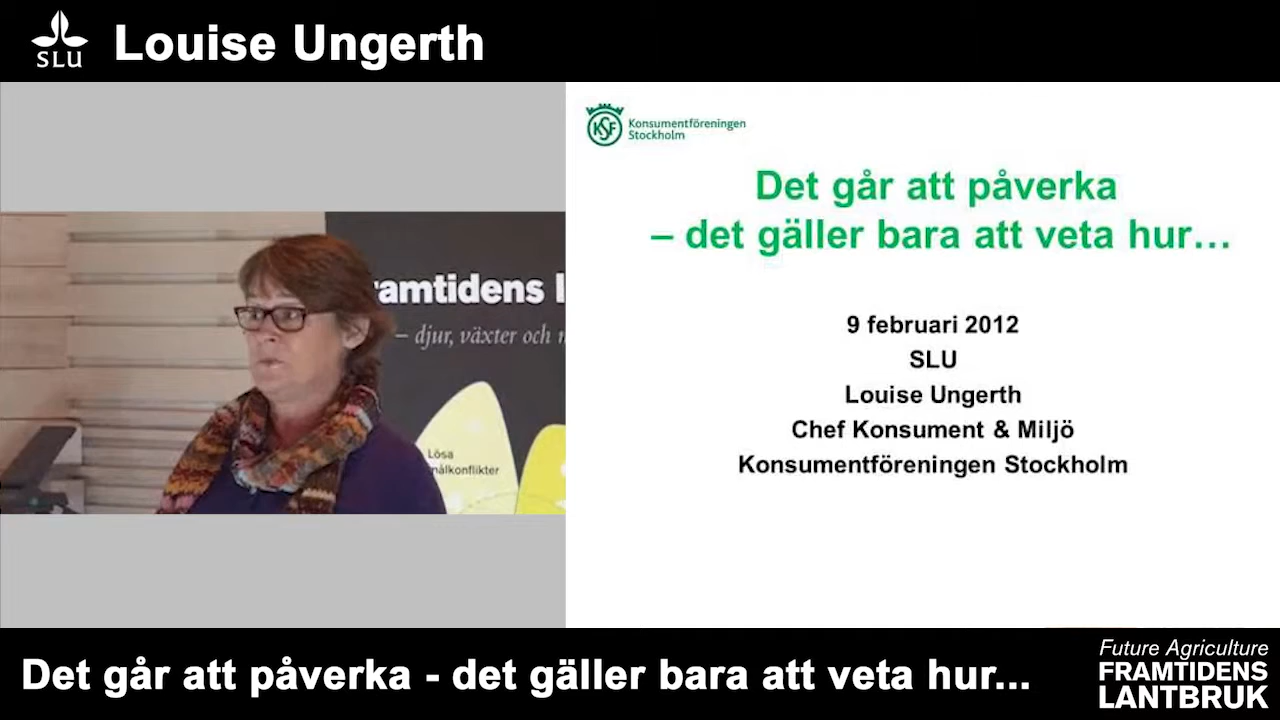 SLU
Louise Ungerth
Konsumentföreningen
Stockholm
KSF
Det går att påverka
– det gäller bara att veta hur...
9 februari 2012
SLU
Louise Ungerth
Chef Konsument & Miljö
Konsumentföreningen Stockholm
ramtidens l
– djur, växter och
Lösa
målkonflikter
Det går att påverka - det gäller bara att veta hur...
Future Agriculture
FRAMTIDENS
LANTBRUK